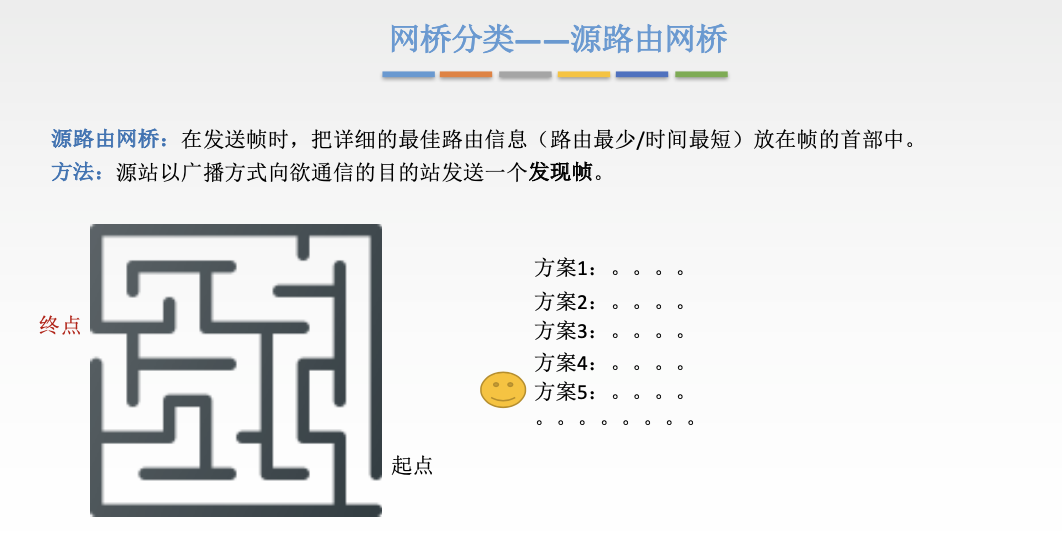 网桥分类——源路由网桥
源路由网桥：在发送帧时，把详细的最佳路由信息（路由最少/时间最短）放在帧的首部中。
方法：源站以广播方式向欲通信的目的站发送一个发现帧。
终点
起点
方案1：。。。。
方案2：。。。。
方案3：。。。。
方案4：。。。。
方案5：。。。。
。。。。。。。。